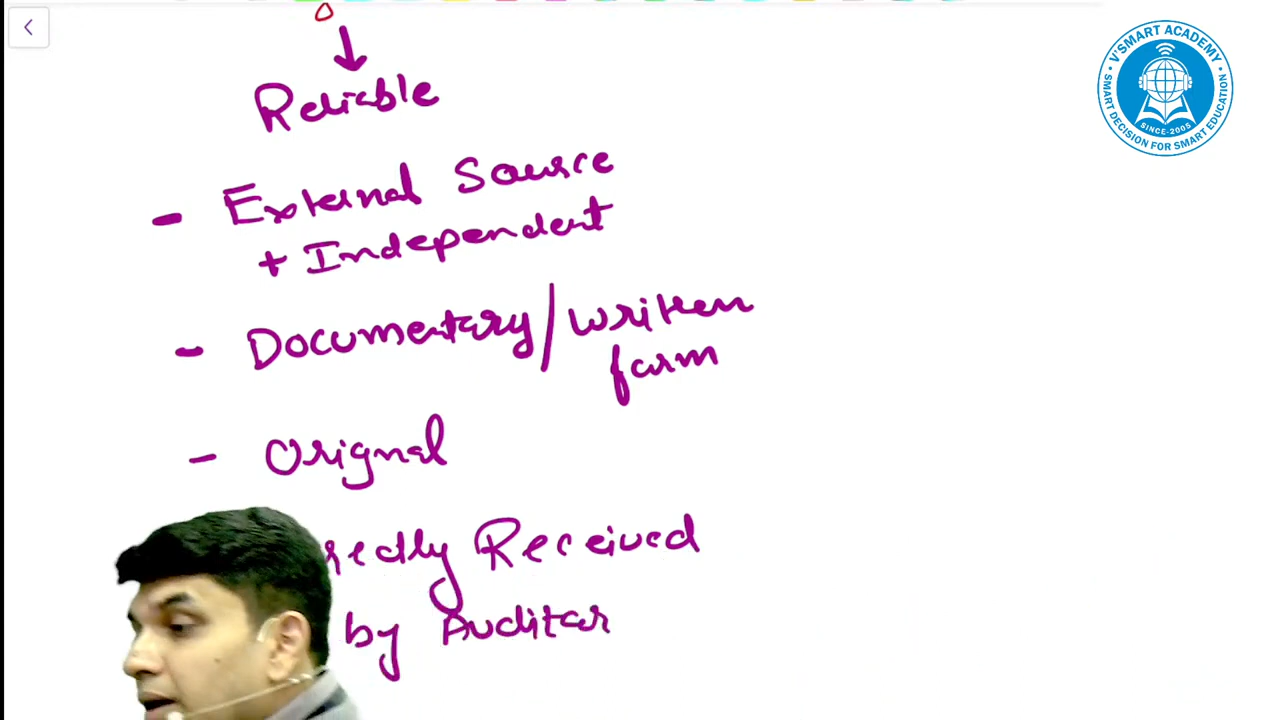 Reliable
- External Source
+ Independent
- Documentary/written
form
- Orignal
Received
by Auditor
V'SMART ACADEMY
SMART DECISION FOR SMART EDUCATION
SINCE-2005